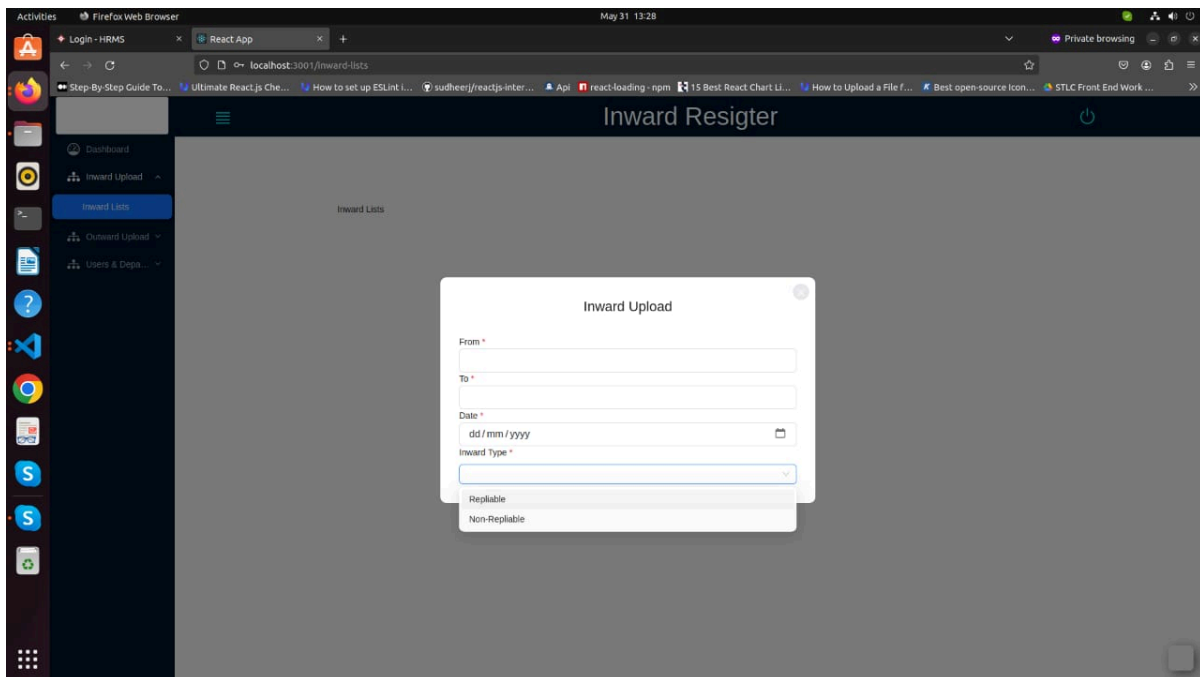 Activities Firefox Web Browser May 31 13:28
Login - HRMS × React App × + Private browsing
localhost:3001/inward-lists
Step-By-Step Guide To... Ultimate React.js Che... How to set up ESLint i... sudheerj/reactjs-inter... Api react-loading - npm 15 Best React Chart Li... How to Upload a File f... Best open-source Icon... STLC Front End Work ... »
Inward Resigter
Dashboard
Inward Upload
Inward Lists
Outward Upload
Users & Depa...
Inward Lists
Inward Upload
From *
To *
Date *
dd / mm / yyyy
Inward Type *
Repliable
Non-Repliable